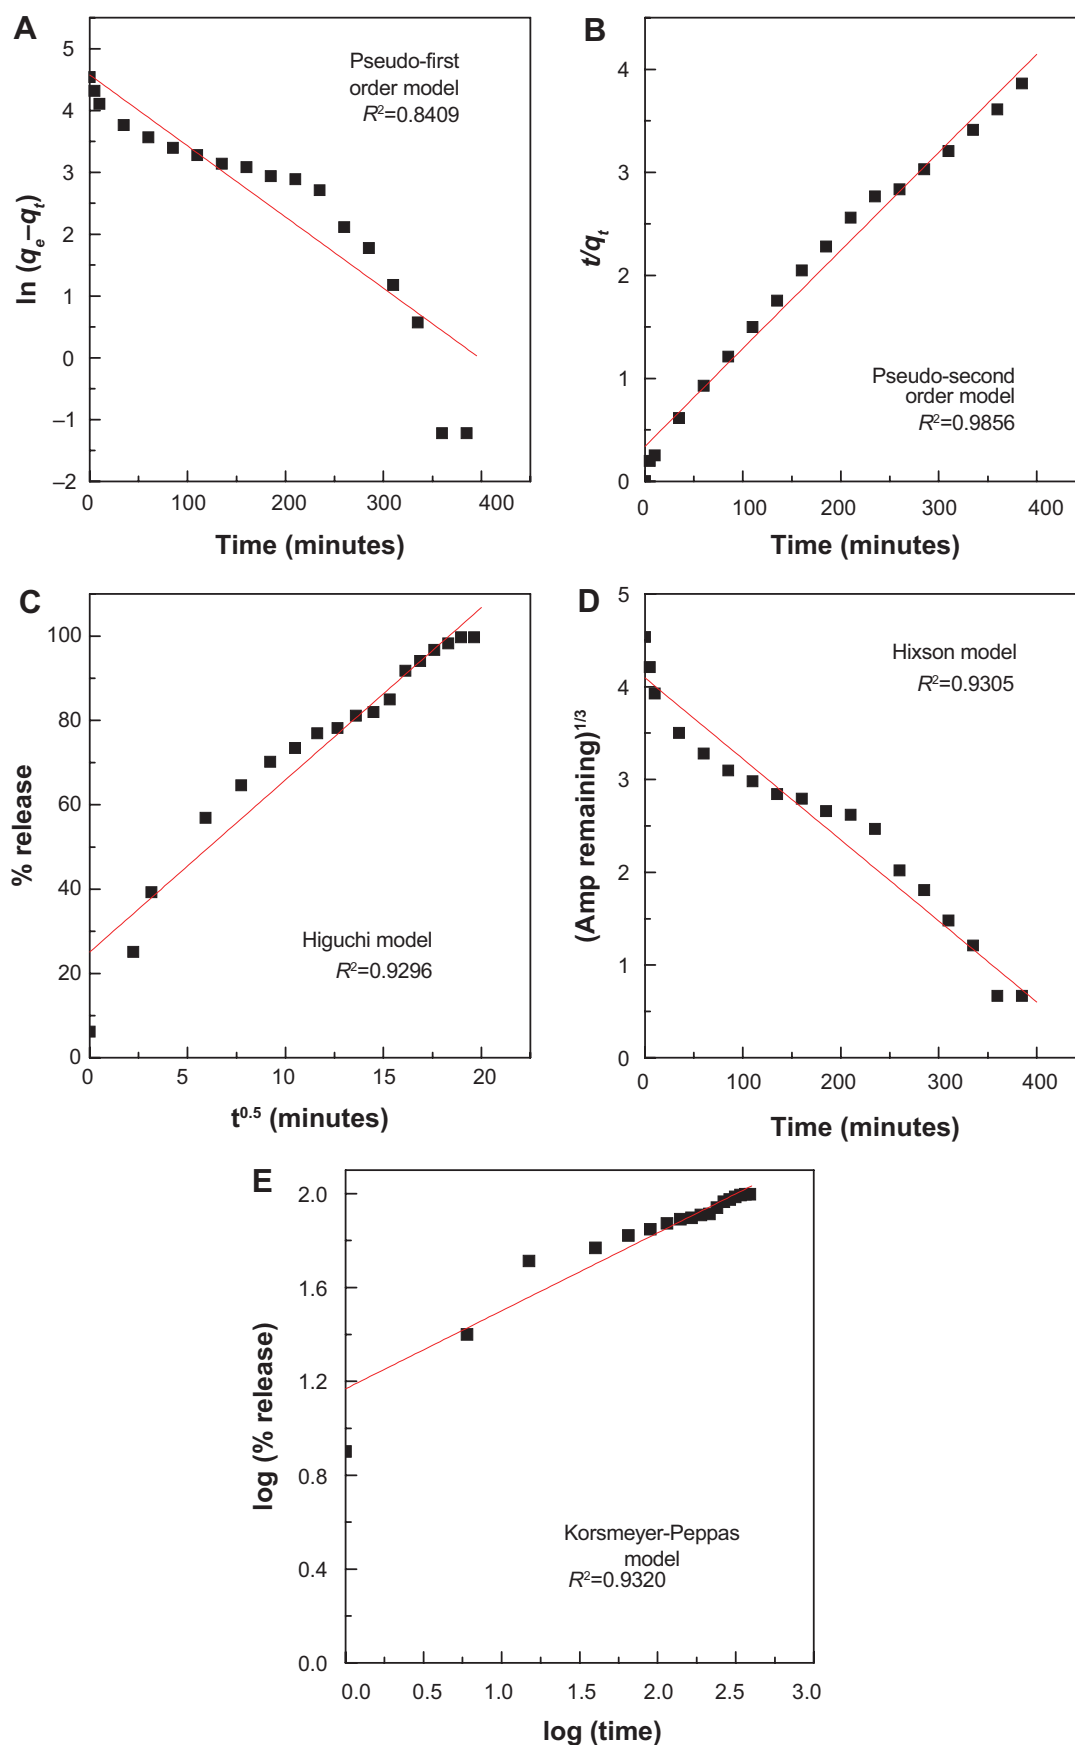 A
Pseudo-first
order model
R²=0.8409
5
4
3
2
1
0
–1
–2
ln (qₑ–qₜ)
0 100 200 300 400
Time (minutes)
B
4
3
2
1
0
t/qₜ
Pseudo-second
order model
R²=0.9856
0 100 200 300 400
Time (minutes)
C
100
80
60
40
20
0
% release
Higuchi model
R²=0.9296
0 5 10 15 20
t⁰·⁵ (minutes)
D
5
4
3
2
1
0
(Amp remaining)¹/³
Hixson model
R²=0.9305
0 100 200 300 400
Time (minutes)
E
2.0
1.6
1.2
0.8
0.4
0.0
log (% release)
Korsmeyer-Peppas
model
R²=0.9320
0.0 0.5 1.0 1.5 2.0 2.5 3.0
log (time)